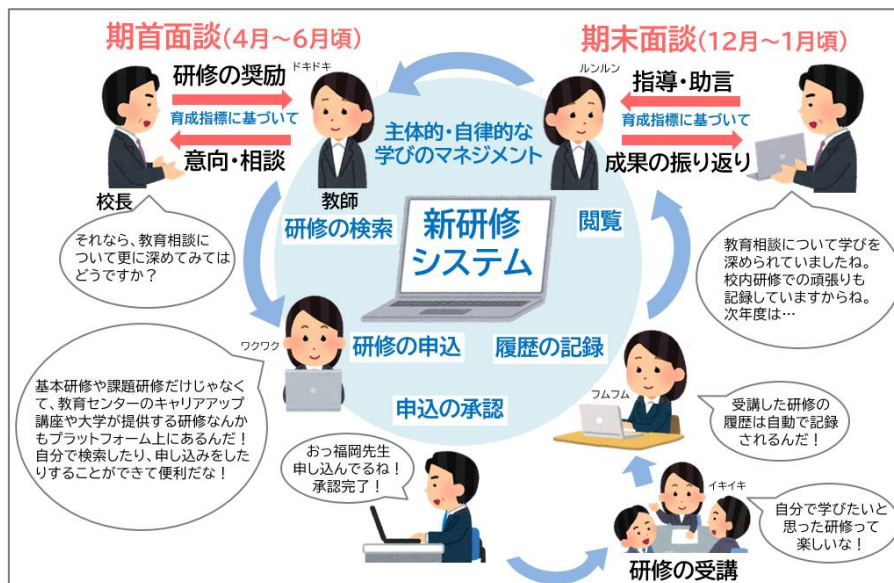 期首面談(4月～6月頃)
期末面談(12月～1月頃)
研修の奨励
ドキドキ
育成指標に基づいて
意向・相談
校長
教師
ルンルン
指導・助言
育成指標に基づいて
成果の振り返り
主体的・自律的な
学びのマネジメント
それなら、教育相談に
ついて更に深めてみては
どうですか？
研修の検索
新研修
システム
閲覧
教育相談について学びを
深められていましたね。
校内研修での頑張りも
記録していますからね。
次年度は…
ワクワク
研修の申込
履歴の記録
申込の承認
基本研修や課題研修だけじゃなく
て、教育センターのキャリアアップ
講座や大学が提供する研修なんか
もプラットフォーム上にあるんだ！
自分で検索したり、申し込みをした
りすることができて便利だな！
おっ福岡先生
申し込んでるね！
承認完了！
フムフム
受講した研修の
履歴は自動で記録
されるんだ！
イキイキ
自分で学びたいと
思った研修って
楽しいな！
研修の受講